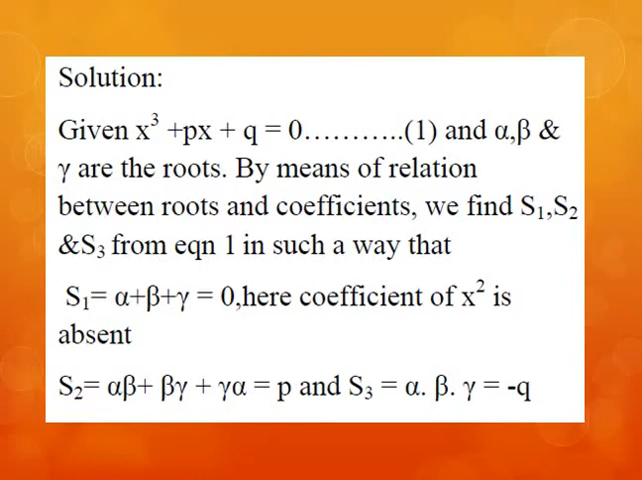 Solution:
Given x³ +px + q = 0………..(1) and α,β &
γ are the roots. By means of relation
between roots and coefficients, we find S₁,S₂
&S₃ from eqn 1 in such a way that
S₁= α+β+γ = 0,here coefficient of x² is
absent
S₂= αβ+ βγ + γα = p and S₃ = α. β. γ = -q